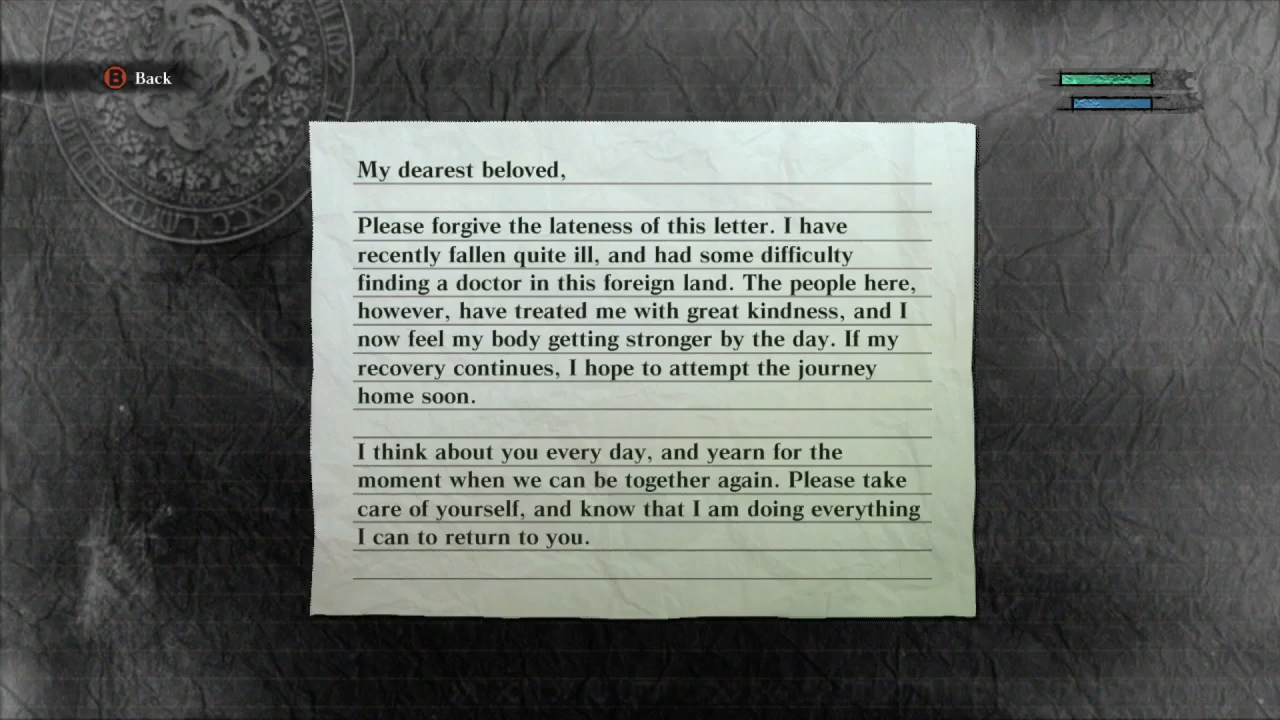 B Back
My dearest beloved,
Please forgive the lateness of this letter. I have
recently fallen quite ill, and had some difficulty
finding a doctor in this foreign land. The people here,
however, have treated me with great kindness, and I
now feel my body getting stronger by the day. If my
recovery continues, I hope to attempt the journey
home soon.
I think about you every day, and yearn for the
moment when we can be together again. Please take
care of yourself, and know that I am doing everything
I can to return to you.